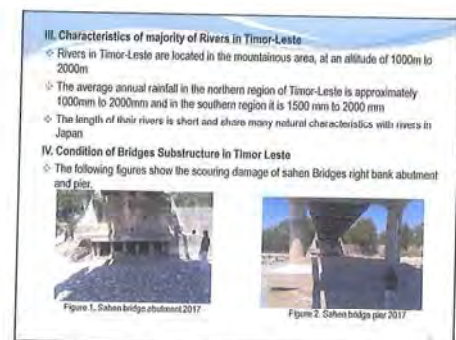 III. Characteristics of majority of Rivers in Timor-Leste
❖ Rivers in Timor-Leste are located in the mountainous area, at an altitude of 1000m to
2000m
❖ The average annual rainfall in the northern region of Timor-Leste is approximately
1000mm to 2000mm and in the southern region it is 1500 mm to 2000 mm
❖ The length of their rivers is short and share many natural characteristics with rivers in
Japan
IV. Condition of Bridges Substructure in Timor Leste
❖ The following figures show the scouring damage of sahen Bridges right bank abutment
and pier.
Figure 1. Sahen bridge abutment 2017
Figure 2. Sahen bridge pier 2017